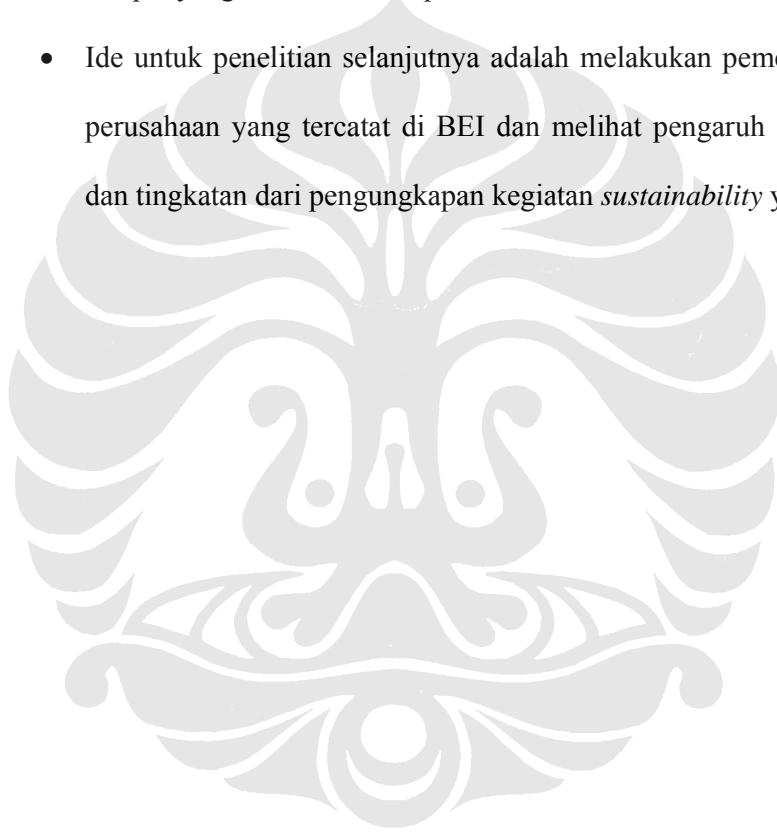 • Ide untuk penelitian selanjutnya adalah melakukan
perusahaan yang tercatat di BEI dan melihat pengaruh
dan tingkatan dari pengungkapan kegiatan sustainability